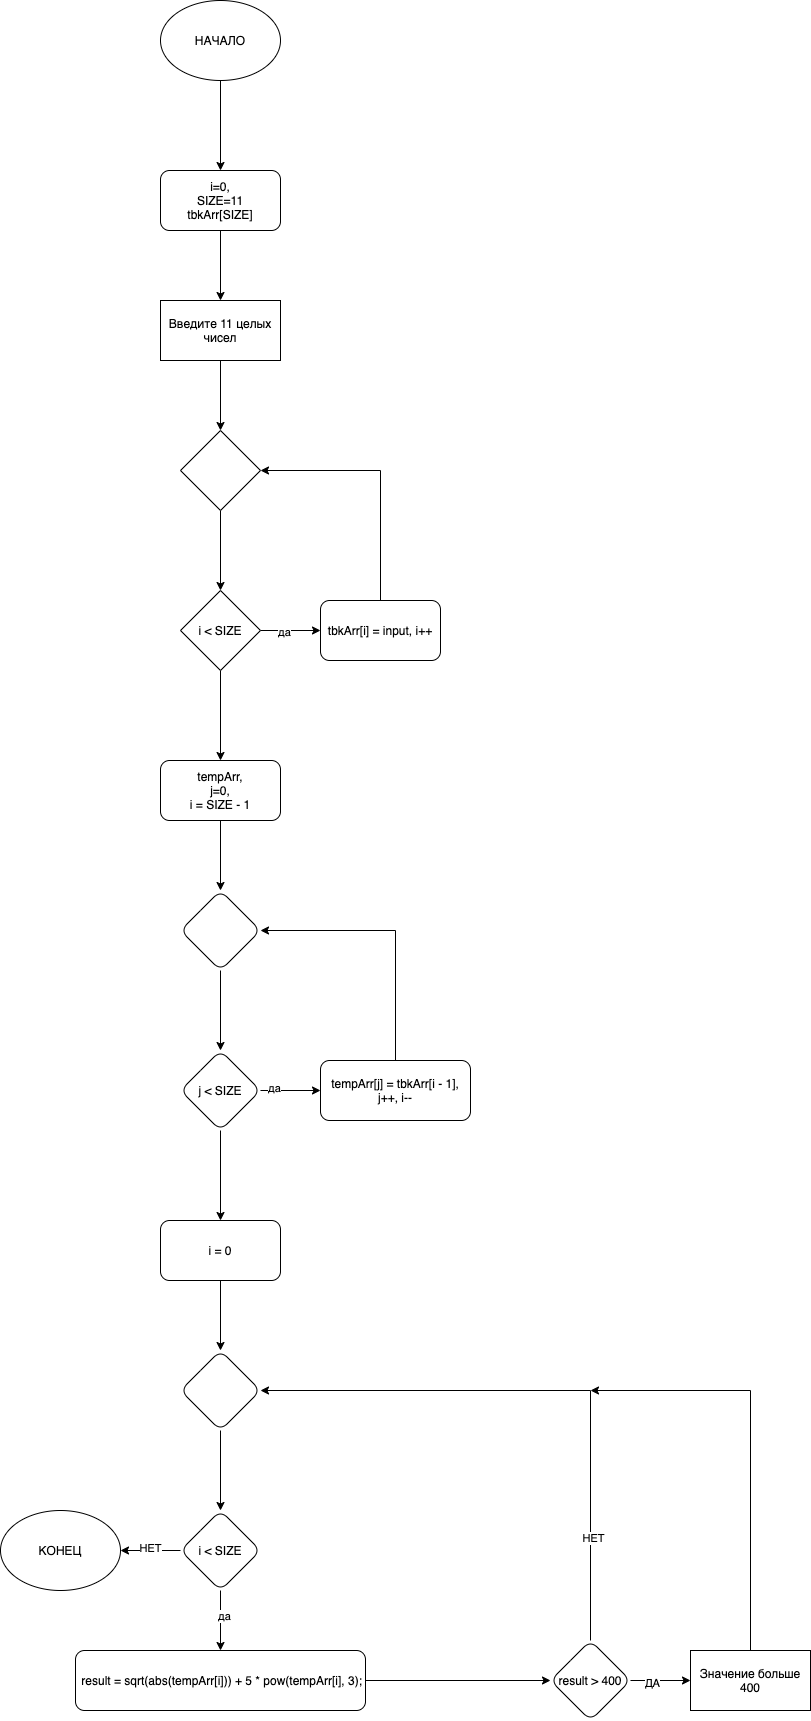 НАЧАЛО
i=0,
SIZE=11
tbkArr[SIZE]
Введите 11 целых
чисел
i < SIZE
да
tbkArr[i] = input, i++
tempArr,
j=0,
i = SIZE - 1
j < SIZE
да
tempArr[j] = tbkArr[i - 1],
j++, i--
i = 0
НЕТ
КОНЕЦ
НЕТ
i < SIZE
да
result = sqrt(abs(tempArr[i])) + 5 * pow(tempArr[i], 3);
result > 400
ДА
Значение больше
400